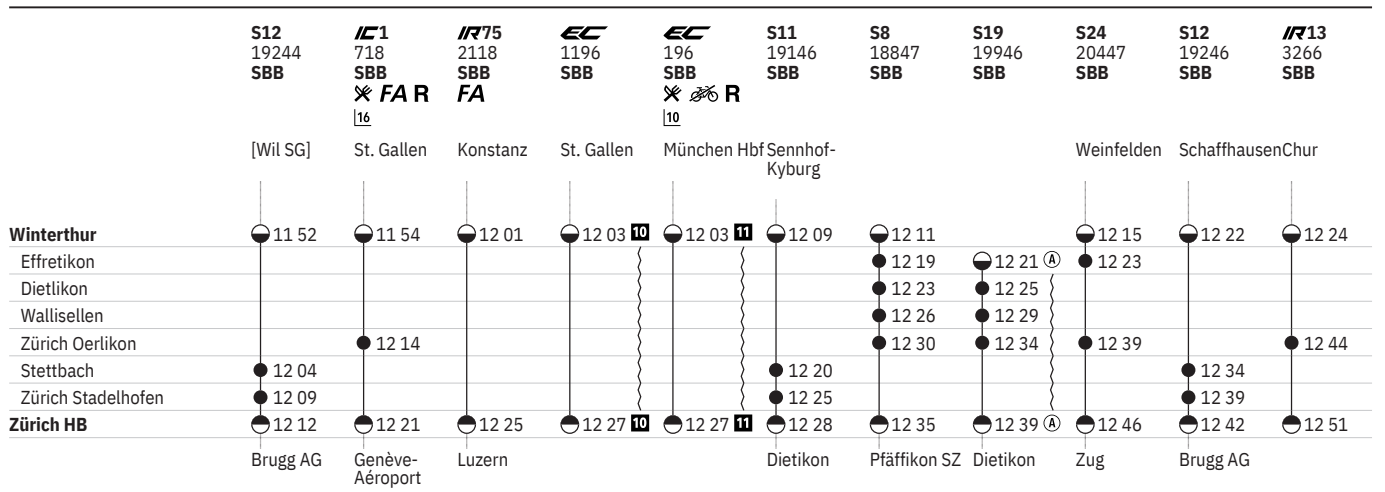 S12 IC1 IR75 EC EC S11 S8 S19 S24 S12 IR13
19244 718 2118 1196 196 19146 18847 19946 20447 19246 3266
SBB SBB SBB SBB SBB SBB SBB SBB SBB SBB SBB
FA R FA R
16 10
[Wil SG] St. Gallen Konstanz St. Gallen München Hbf Sennhof- Weinfelden Schaffhausen Chur
Kyburg
Winterthur 11 52 11 54 12 01 12 03 10 12 03 11 12 09 12 11 12 15 12 22 12 24
Effretikon 12 19 12 21 A 12 23
Dietlikon 12 23 12 25
Wallisellen 12 26 12 29
Zürich Oerlikon 12 14 12 30 12 34 12 39 12 44
Stettbach 12 04 12 20 12 34
Zürich Stadelhofen 12 09 12 25 12 39
Zürich HB 12 12 12 21 12 25 12 27 10 12 27 11 12 28 12 35 12 39 A 12 46 12 42 12 51
Brugg AG Genève- Luzern Dietikon Pfäffikon SZ Dietikon Zug Brugg AG
Aéroport